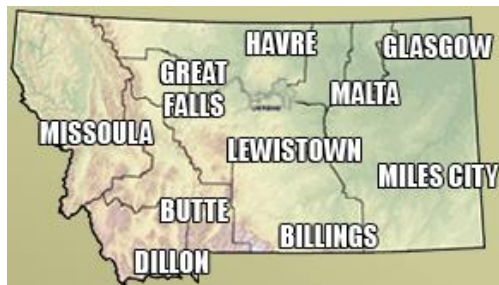 HAVRE
GLASGOW
GREAT
FALLS
MALTA
MISSOULA
LEWISTOWN
MILES CITY
BUTTE
BILLINGS
DILLON